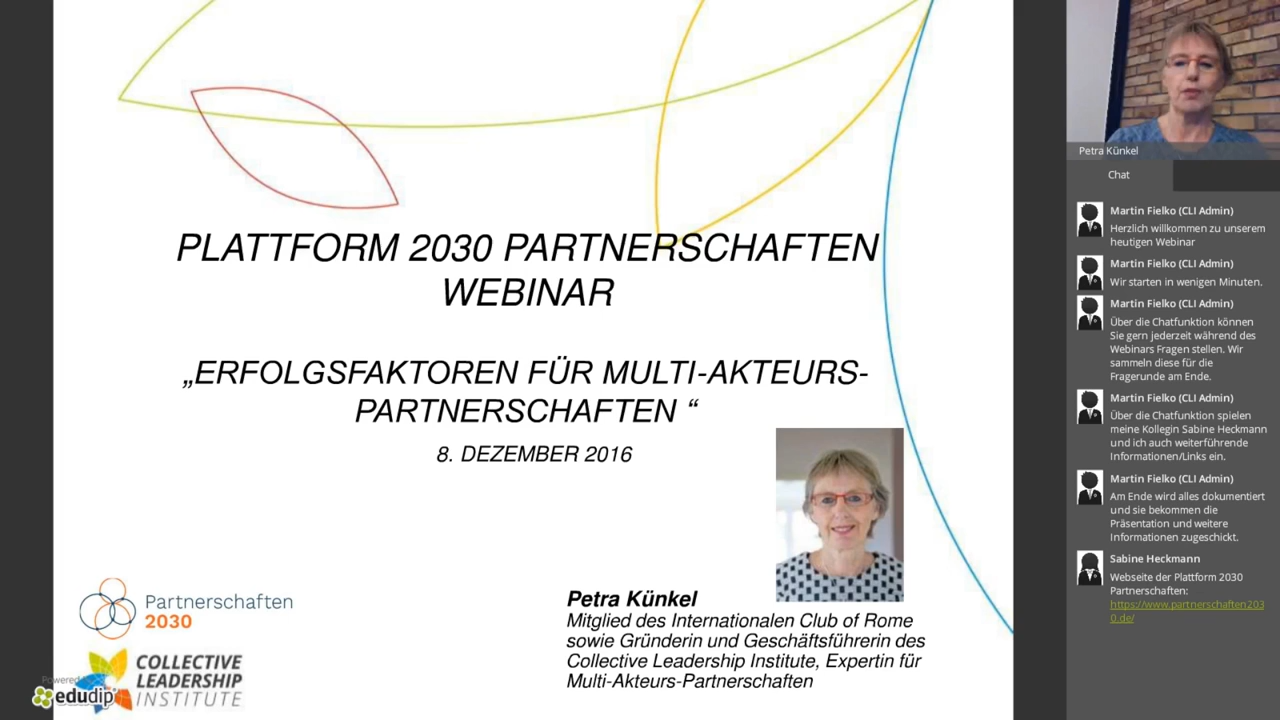 PLATTFORM 2030 PARTNERSCHAFTEN
WEBINAR
„ERFOLGSFAKTOREN FÜR MULTI-AKTEURS-
PARTNERSCHAFTEN “
8. DEZEMBER 2016
Petra Künkel
Mitglied des Internationalen Club of Rome
sowie Gründerin und Geschäftsführerin des
Collective Leadership Institute, Expertin für
Multi-Akteurs-Partnerschaften
Partnerschaften
2030
COLLECTIVE
LEADERSHIP
INSTITUTE
Powered
edudip
Petra Künkel
Chat
Martin Fielko (CLI Admin)
Herzlich willkommen zu unserem
heutigen Webinar
Martin Fielko (CLI Admin)
Wir starten in wenigen Minuten.
Martin Fielko (CLI Admin)
Über die Chatfunktion können
Sie gern jederzeit während des
Webinars Fragen stellen. Wir
sammeln diese für die
Fragerunde am Ende.
Martin Fielko (CLI Admin)
Über die Chatfunktion spielen
meine Kollegin Sabine Heckmann
und ich auch weiterführende
Informationen/Links ein.
Martin Fielko (CLI Admin)
Am Ende wird alles dokumentiert
und sie bekommen die
Präsentation und weitere
Informationen zugeschickt.
Sabine Heckmann
Webseite der Plattform 2030
Partnerschaften:
https://www.partnerschaften203
0.de/